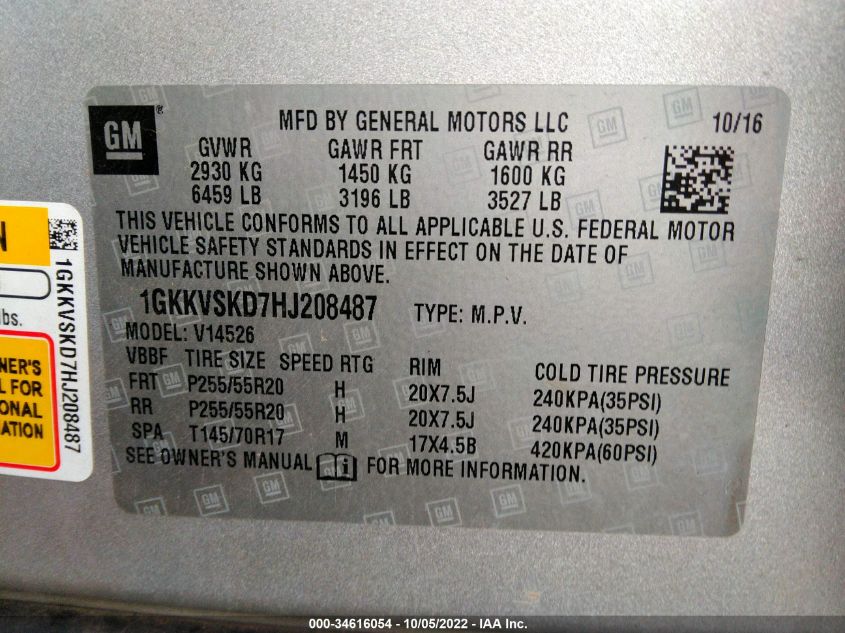 GM
MFD BY GENERAL MOTORS LLC
10/16
GVWR GAWR FRT GAWR RR
2930 KG 1450 KG 1600 KG
6459 LB 3196 LB 3527 LB
THIS VEHICLE CONFORMS TO ALL APPLICABLE U.S. FEDERAL MOTOR
VEHICLE SAFETY STANDARDS IN EFFECT ON THE DATE OF
MANUFACTURE SHOWN ABOVE.
1GKKVSKD7HJ208487 TYPE: M.P.V.
MODEL: V14526
VBBF TIRE SIZE SPEED RTG RIM COLD TIRE PRESSURE
FRT P255/55R20 H 20X7.5J 240KPA(35PSI)
RR P255/55R20 H 20X7.5J 240KPA(35PSI)
SPA T145/70R17 M 17X4.5B 420KPA(60PSI)
SEE OWNER'S MANUAL i FOR MORE INFORMATION.
N
lbs.
NER'S
L FOR
ONAL
ATION
1GKKVSKD7HJ208487
000-34616054 - 10/05/2022 - IAA Inc.